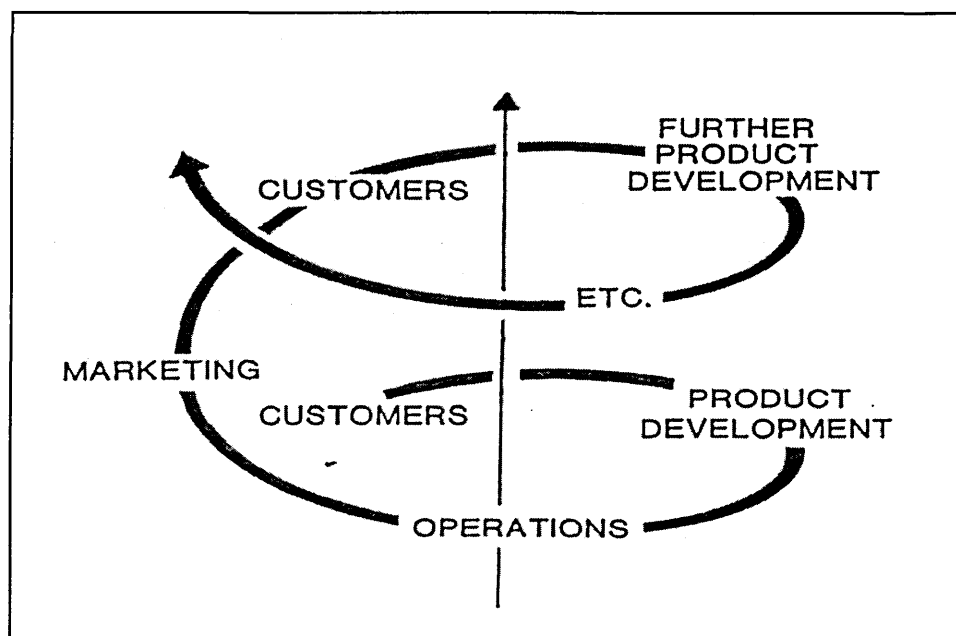 FURTHER
PRODUCT
DEVELOPMENT
CUSTOMERS
ETC.
MARKETING
CUSTOMERS
PRODUCT
DEVELOPMENT
OPERATIONS